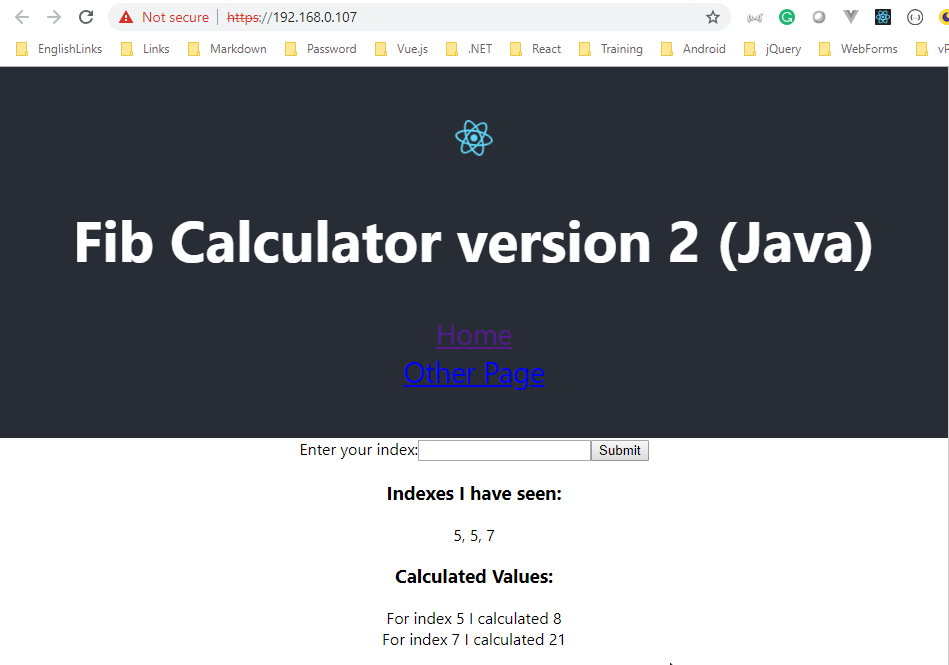 Not secure | https://192.168.0.107
EnglishLinks Links Markdown Password Vue.js .NET React Training Android jQuery WebForms vP
Fib Calculator version 2 (Java)
Home
Other Page
Enter your index: Submit
Indexes I have seen:
5, 5, 7
Calculated Values:
For index 5 I calculated 8
For index 7 I calculated 21